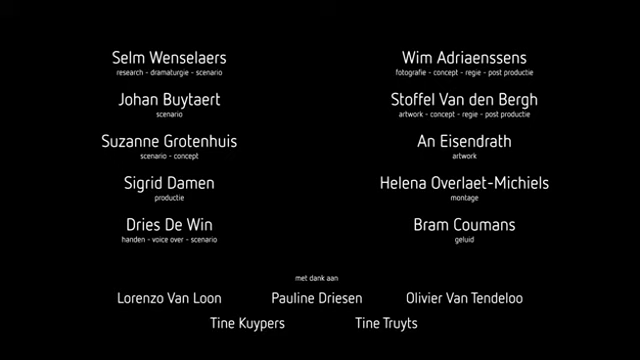 Selm Wenselaers
research - dramaturgie - scenario
Johan Buytaert
scenario
Suzanne Grotenhuis
scenario - concept
Sigrid Damen
productie
Dries De Win
handen - voice over - scenario
Wim Adriaenssens
fotografie - concept - regie - post productie
Stoffel Van den Bergh
artwork - concept - regie - post productie
An Eisendrath
artwork
Helena Overlaet-Michiels
montage
Bram Coumans
geluid
met dank aan
Lorenzo Van Loon Pauline Driesen Olivier Van Tendeloo
Tine Kuypers Tine Truyts